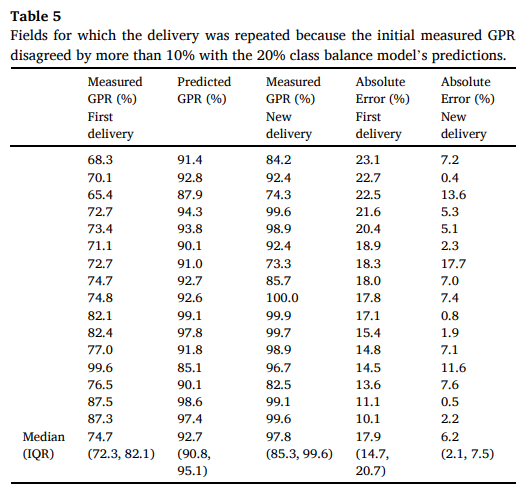 Table 5
Fields for which the delivery was repeated because the initial measured GPR
disagreed by more than 10% with the 20% class balance model's predictions.
Measured Predicted Measured Absolute Absolute
GPR (%) GPR (%) GPR (%) Error (%) Error (%)
First New First New
delivery delivery delivery delivery
68.3 91.4 84.2 23.1 7.2
70.1 92.8 92.4 22.7 0.4
65.4 87.9 74.3 22.5 13.6
72.7 94.3 99.6 21.6 5.3
73.4 93.8 98.9 20.4 5.1
71.1 90.1 92.4 18.9 2.3
72.7 91.0 73.3 18.3 17.7
74.7 92.7 85.7 18.0 7.0
74.8 92.6 100.0 17.8 7.4
82.1 99.1 99.9 17.1 0.8
82.4 97.8 99.7 15.4 1.9
77.0 91.8 98.9 14.8 7.1
99.6 85.1 96.7 14.5 11.6
76.5 90.1 82.5 13.6 7.6
87.5 98.6 99.1 11.1 0.5
87.3 97.4 99.6 10.1 2.2
Median 74.7 92.7 97.8 17.9 6.2
(IQR) (72.3, 82.1) (90.8, (85.3, 99.6) (14.7, (2.1, 7.5)
95.1) 20.7)